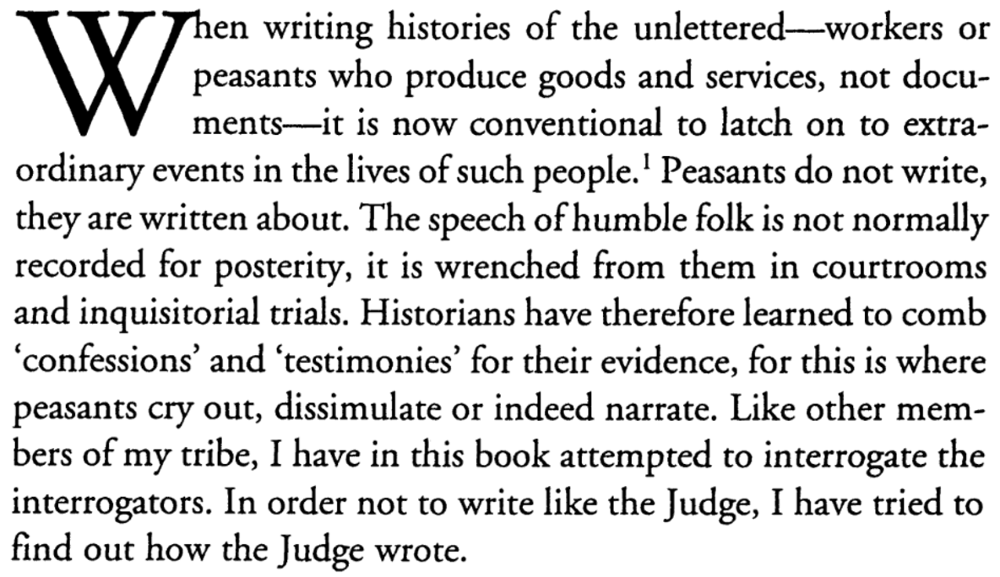 When writing histories of the unlettered—workers or
peasants who produce goods and services, not docu-
ments—it is now conventional to latch on to extra-
ordinary events in the lives of such people.¹ Peasants do not write,
they are written about. The speech of humble folk is not normally
recorded for posterity, it is wrenched from them in courtrooms
and inquisitorial trials. Historians have therefore learned to comb
‘confessions’ and ‘testimonies’ for their evidence, for this is where
peasants cry out, dissimulate or indeed narrate. Like other mem-
bers of my tribe, I have in this book attempted to interrogate the
interrogators. In order not to write like the Judge, I have tried to
find out how the Judge wrote.